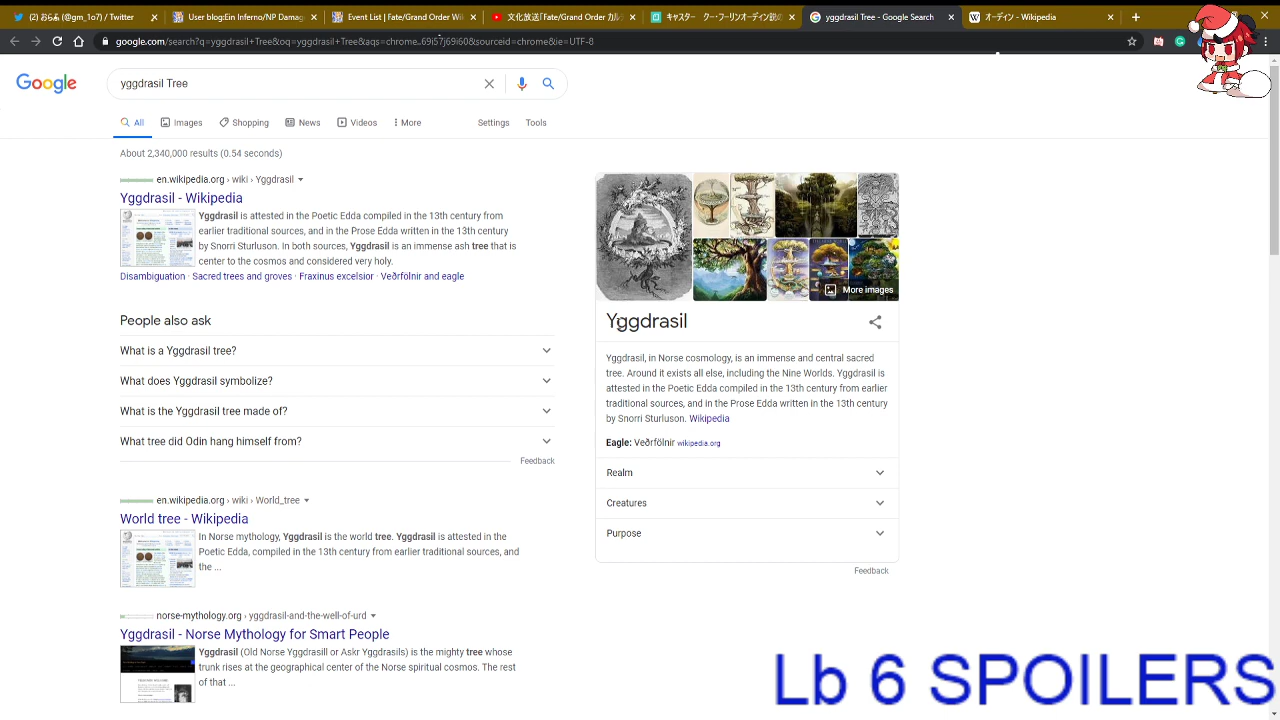 (2) おらふ @gm_1o7) / Twitter
User blog:Ein Inferno/NP Damage
Event List | Fate/Grand Order Wi
文化放送「Fate/Grand Order カルデ
キャスター クー・フーリンオーディン説の
yggdrasil Tree - Google Search
オーディン - Wikipedia
google.com/search?q=yggdrasil+Tree&oq=yggdrasil+Tree&aqs=chrome..69i57j69i60&sourceid=chrome&ie=UTF-8
Google
yggdrasil Tree
All
Images
Shopping
News
Videos
More
Settings
Tools
About 2,340,000 results (0.54 seconds)
en.wikipedia.org › wiki › Yggdrasil
Yggdrasil - Wikipedia
Yggdrasil is attested in the Poetic Edda compiled in the 13th century from
earlier traditional sources, and in the Prose Edda written in the 13th century
by Snorri Sturluson. In both sources, Yggdrasil is an immense ash tree that is
center to the cosmos and considered very holy.
Disambiguation · Sacred trees and groves · Fraxinus excelsior · Veðrfölnir and eagle
People also ask
What is a Yggdrasil tree?
What does Yggdrasil symbolize?
What is the Yggdrasil tree made of?
What tree did Odin hang himself from?
Feedback
en.wikipedia.org › wiki › World_tree
World tree - Wikipedia
In Norse mythology, Yggdrasil is the world tree. Yggdrasil is attested in the
Poetic Edda, compiled in the 13th century from earlier traditional sources, and
the ...
norse-mythology.org › yggdrasil-and-the-well-of-urd
Yggdrasil - Norse Mythology for Smart People
Yggdrasil (Old Norse Yggdrasill or Askr Yggdrasils) is the mighty tree whose
trunk rises at the geographical center of the Norse spiritual cosmos. The rest
of that ...
More images
Yggdrasil
Yggdrasil, in Norse cosmology, is an immense and central sacred
tree. Around it exists all else, including the Nine Worlds. Yggdrasil is
attested in the Poetic Edda compiled in the 13th century from earlier
traditional sources, and in the Prose Edda written in the 13th century
by Snorri Sturluson. Wikipedia
Eagle: Veðrfölnir wikipedia.org
Realm
Creatures
Purpose
Feedback
Lb 6 SPOILERS